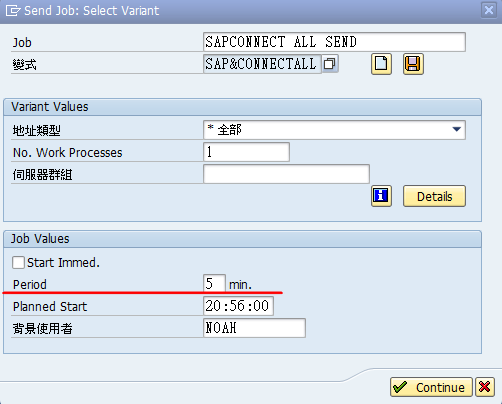 Send Job: Select Variant
Job SAPCONNECT ALL SEND
變式 SAP&CONNECTALL
Variant Values
地址類型 * 全部
No. Work Processes 1
伺服器群組
Details
Job Values
Start Immed.
Period 5 min.
Planned Start 20:56:00
背景使用者 NOAH
Continue